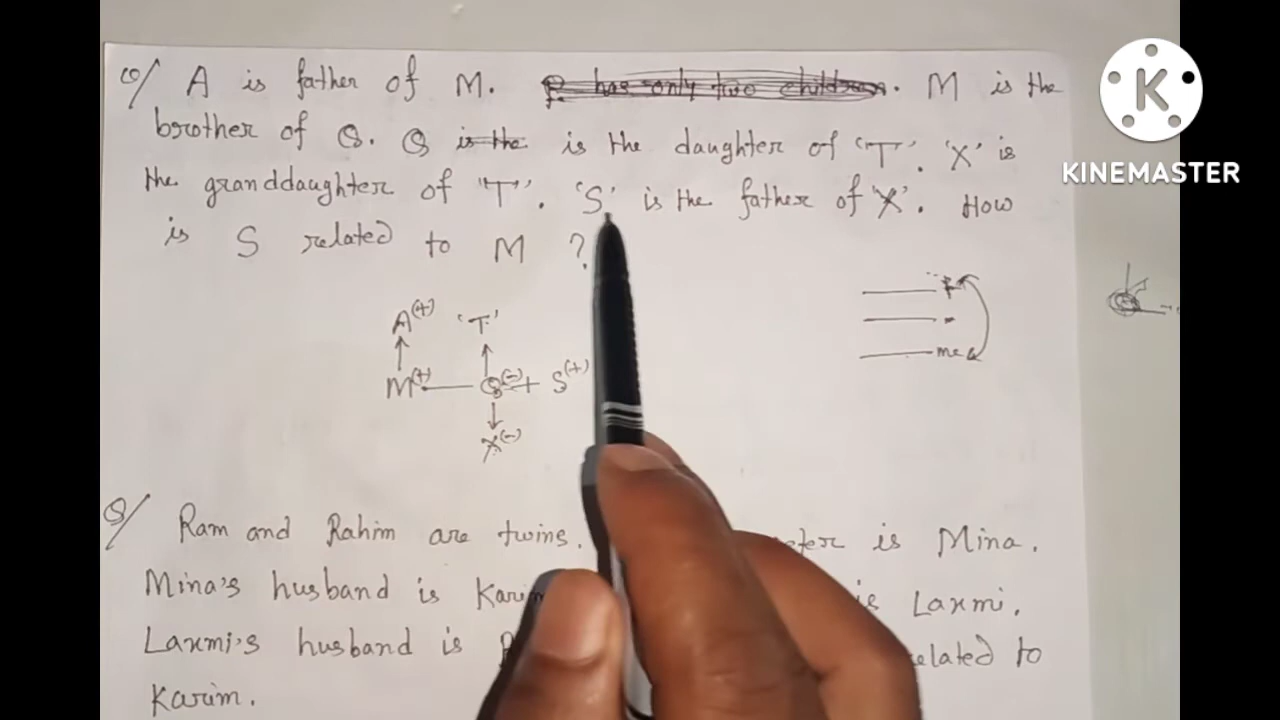 Q/ A is father of M. P has only two children. M is the
brother of Q. Q is the is the daughter of 'T'. 'X' is
the granddaughter of 'T'. 'S' is the father of 'X'. How
is S related to M ?
A(+) 'T'
M(+) Q(-) S(+)
X(-)
me
Q/ Ram and Rahim are twins. is Mina.
Mina's husband is is Laxmi.
Laxmi's husband is related to
Karim.
K
KINEMASTER